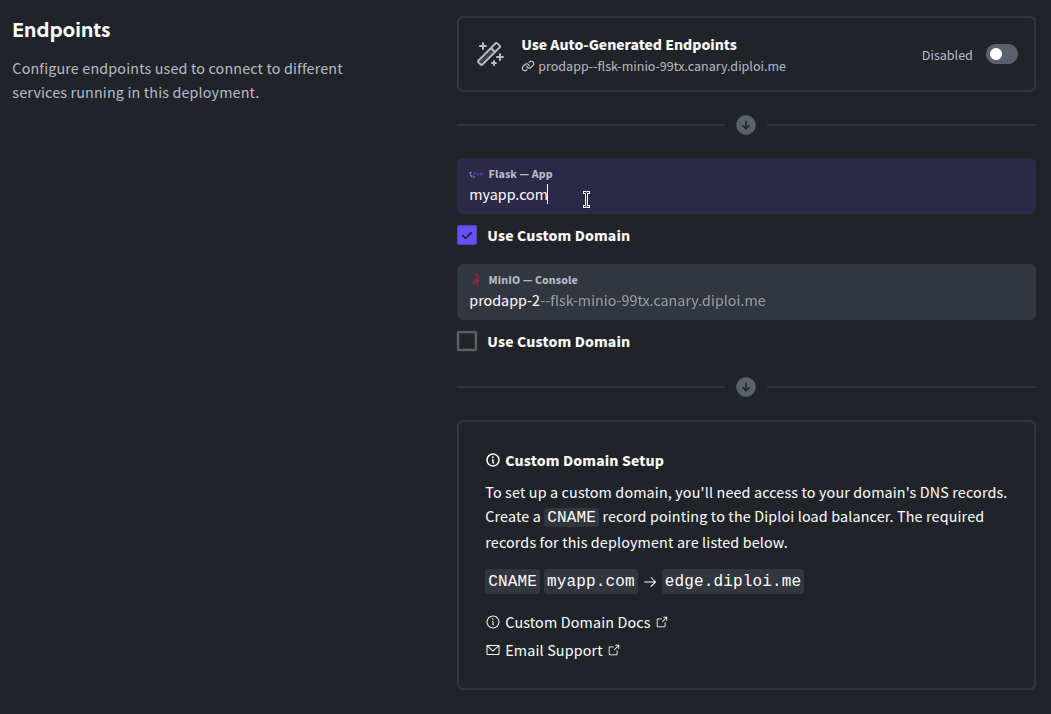 Endpoints
Configure endpoints used to connect to different
services running in this deployment.
Use Auto-Generated Endpoints
prodapp--flsk-minio-99tx.canary.diploi.me
Disabled
Flask — App
myapp.com
Use Custom Domain
MinIO — Console
prodapp-2--flsk-minio-99tx.canary.diploi.me
Use Custom Domain
Custom Domain Setup
To set up a custom domain, you'll need access to your domain's DNS records.
Create a CNAME record pointing to the Diploi load balancer. The required
records for this deployment are listed below.
CNAME myapp.com → edge.diploi.me
Custom Domain Docs
Email Support